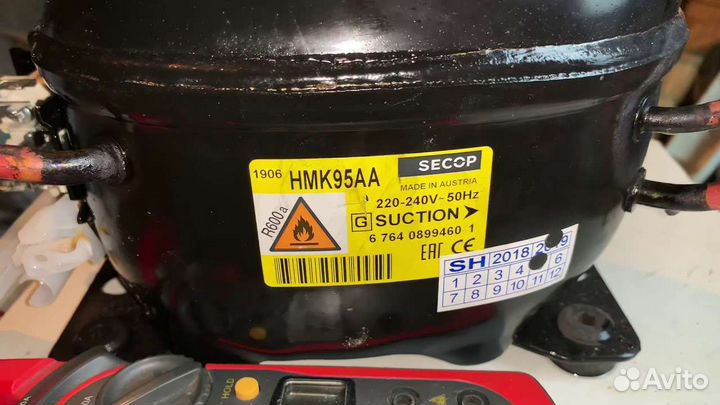 SECOP
1906 HMK95AA
MADE IN AUSTRIA
220-240V~50Hz
R600a
G SUCTION
6 764 0899460 1
EAC CE
SH 2018
1 2 3 4 6
7 8 9 10 11 12
HOLD
Avito